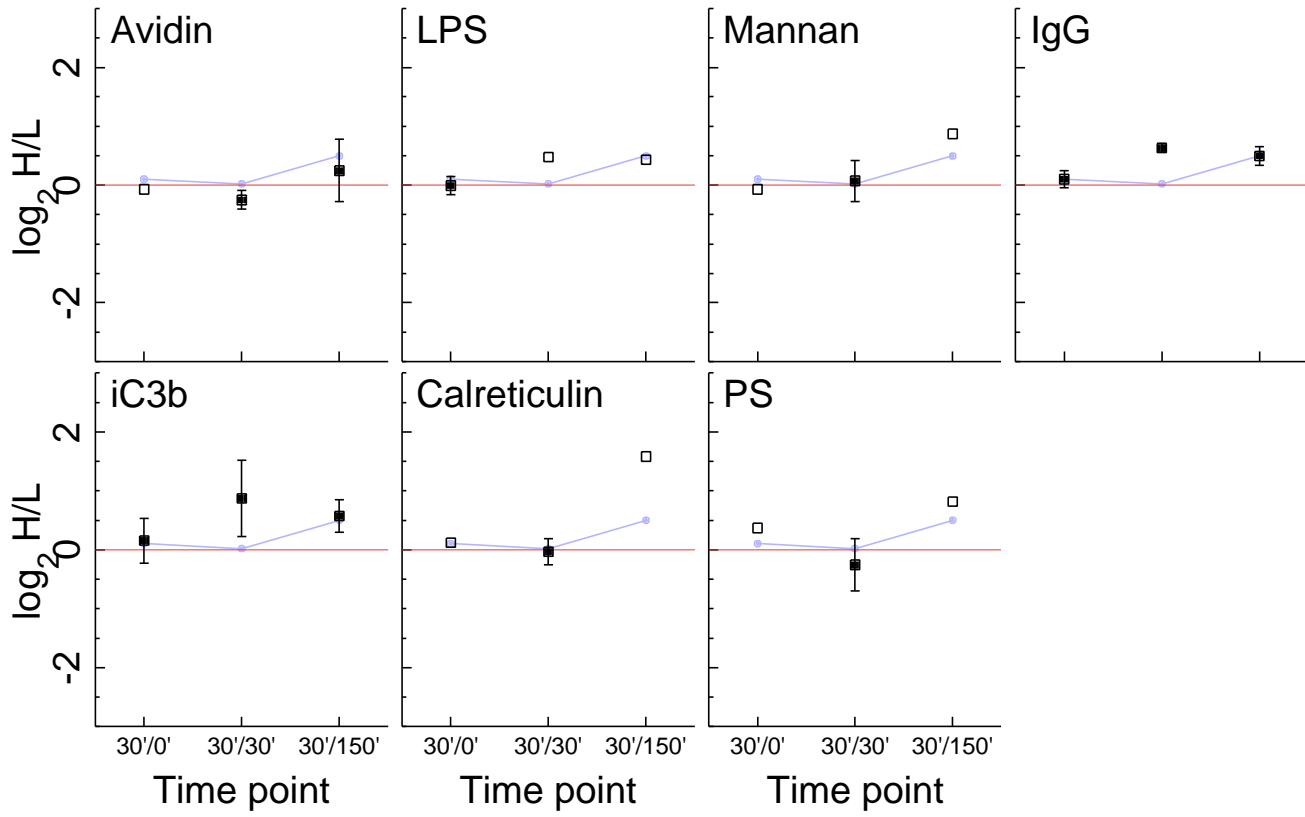 Avidin LPS Mannan IgG
2
0
-2
log2 H/L
iC3b Calreticulin PS
2
0
-2
log2 H/L
30'/0' 30'/30' 30'/150' 30'/0' 30'/30' 30'/150' 30'/0' 30'/30' 30'/150'
Time point Time point Time point